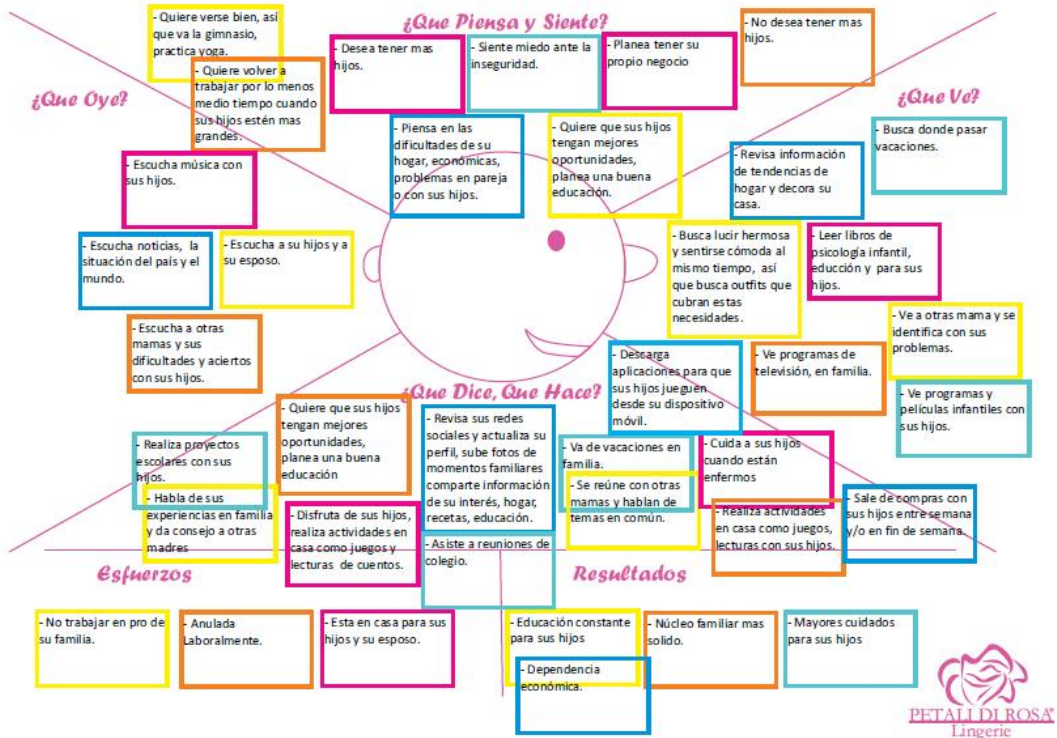 ¿Que Piensa y Siente?
- Quiere verse bien, asi
que va la gimnasio,
practica yoga.
- Quiere volver a
trabajar por lo menos
medio tiempo cuando
sus hijos estén mas
grandes.
- Desea tener mas
hijos.
- Siente miedo ante la
inseguridad.
- Planea tener su
propio negocio
- No desea tener mas
hijos.
- Piensa en las
dificultades de su
hogar, económicas,
problemas en pareja
o con sus hijos.
- Quiere que sus hijos
tengan mejores
oportunidades,
planea una buena
educación.
¿Que Oye?
- Escucha música con
sus hijos.
- Escucha noticias, la
situación del país y el
mundo.
- Escucha a su hijos y a
su esposo.
- Escucha a otras
mamas y sus
dificultades y aciertos
con sus hijos.
¿Que Ve?
- Busca donde pasar
vacaciones.
- Revisa información
de tendencias de
hogar y decora su
casa.
- Busca lucir hermosa
y sentirse cómoda al
mismo tiempo, así
que busca outfits que
cubran estas
necesidades.
- Leer libros de
psicología infantil,
educción y para sus
hijos.
- Ve a otras mama y se
identifica con sus
problemas.
- Descarga
aplicaciones para que
sus hijos jueguen
desde su dispositivo
móvil.
- Ve programas de
televisión, en familia.
- Ve programas y
películas infantiles con
sus hijos.
¿Que Dice, Que Hace?
- Realiza proyectos
escolares con sus
hijos.
- Habla de sus
experiencias en familia
y da consejo a otras
madres
- Quiere que sus hijos
tengan mejores
oportunidades,
planea una buena
educación
- Disfruta de sus hijos,
realiza actividades en
casa como juegos y
lecturas de cuentos.
- Revisa sus redes
sociales y actualiza su
perfil, sube fotos de
momentos familiares
comparte información
de su interés, hogar,
recetas, educación.
- Asiste a reuniones de
colegio.
- Va de vacaciones en
familia.
- Se reúne con otras
mamas y hablan de
temas en común.
- Cuida a sus hijos
cuando están
enfermos
- Realiza actividades
en casa como juegos,
lecturas con sus hijos.
- Sale de compras con
sus hijos entre semana
y/o en fin de semana.
Esfuerzos
- No trabajar en pro de
su familia.
- Anulada
Laboralmente.
- Esta en casa para sus
hijos y su esposo.
Resultados
- Educación constante
para sus hijos
- Dependencia
económica.
- Núcleo familiar mas
solido.
- Mayores cuidados
para sus hijos
PETALI DI ROSA®
Lingerie